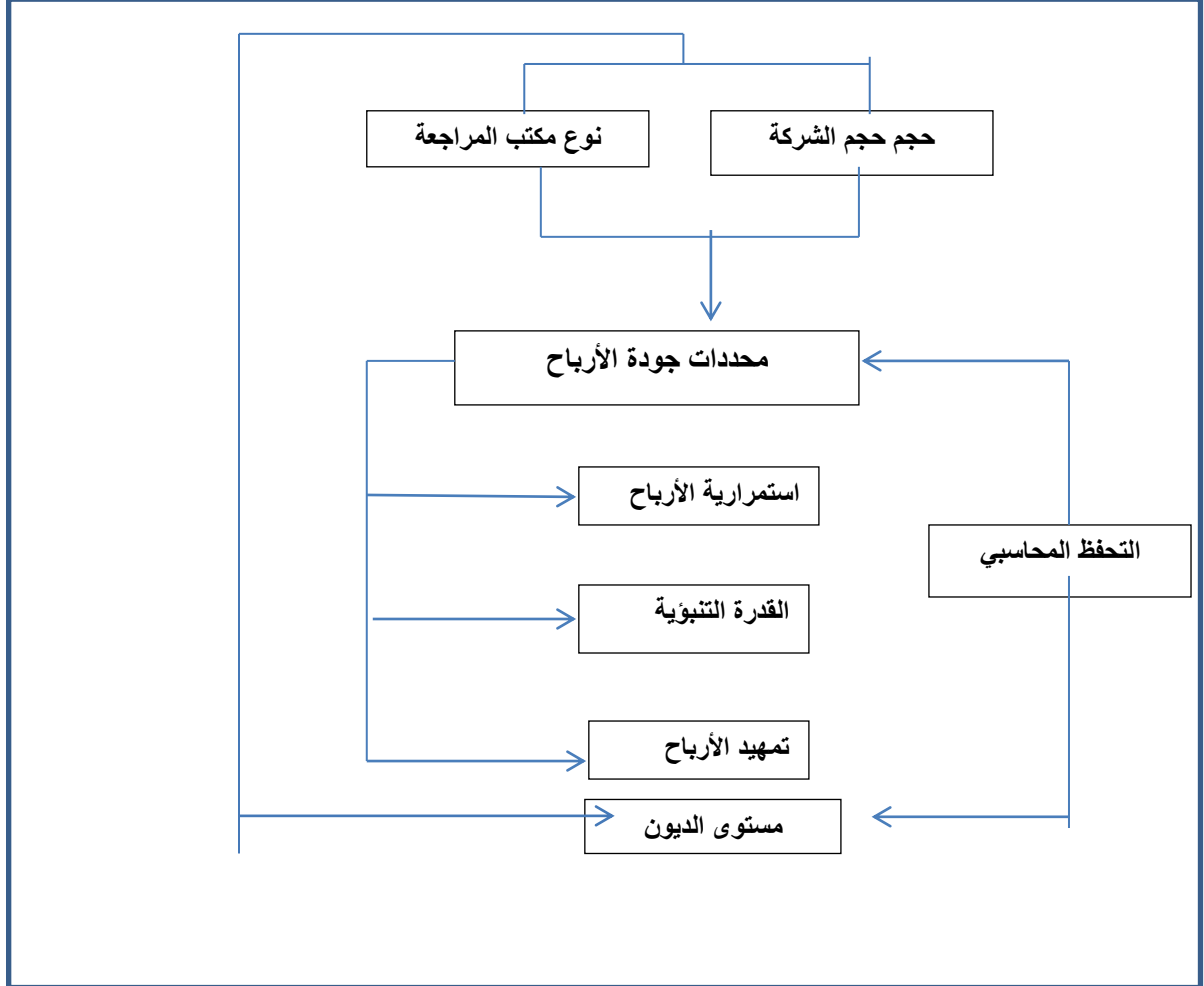 حجم حجم الشركة
نوع مكتب المراجعة
محددات جودة الأرباح
استمرارية الأرباح
التحفظ المحاسبي
القدرة التنبؤية
تمهيد الأرباح
مستوى الديون